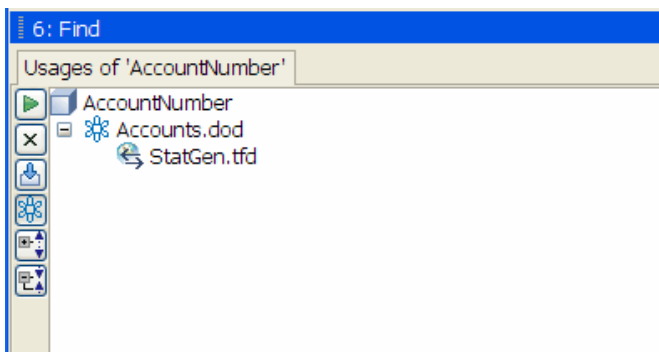 6: Find
Usages of 'AccountNumber'
AccountNumber
Accounts.dod
StatGen.tfd